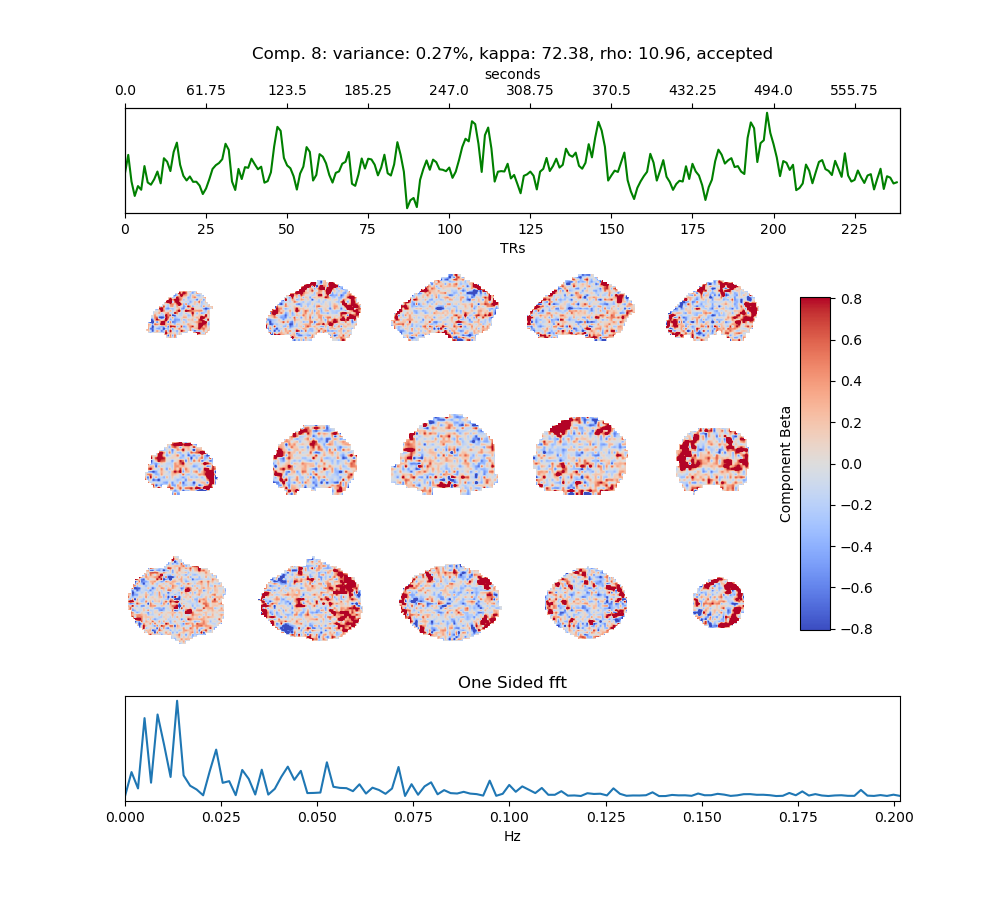 Comp. 8: variance: 0.27%, kappa: 72.38, rho: 10.96, accepted
seconds
0.0 61.75 123.5 185.25 247.0 308.75 370.5 432.25 494.0 555.75
0 25 50 75 100 125 150 175 200 225
TRs
0.8
0.6
0.4
0.2
0.0
−0.2
−0.4
−0.6
−0.8
Component Beta
One Sided fft
0.000 0.025 0.050 0.075 0.100 0.125 0.150 0.175 0.200
Hz